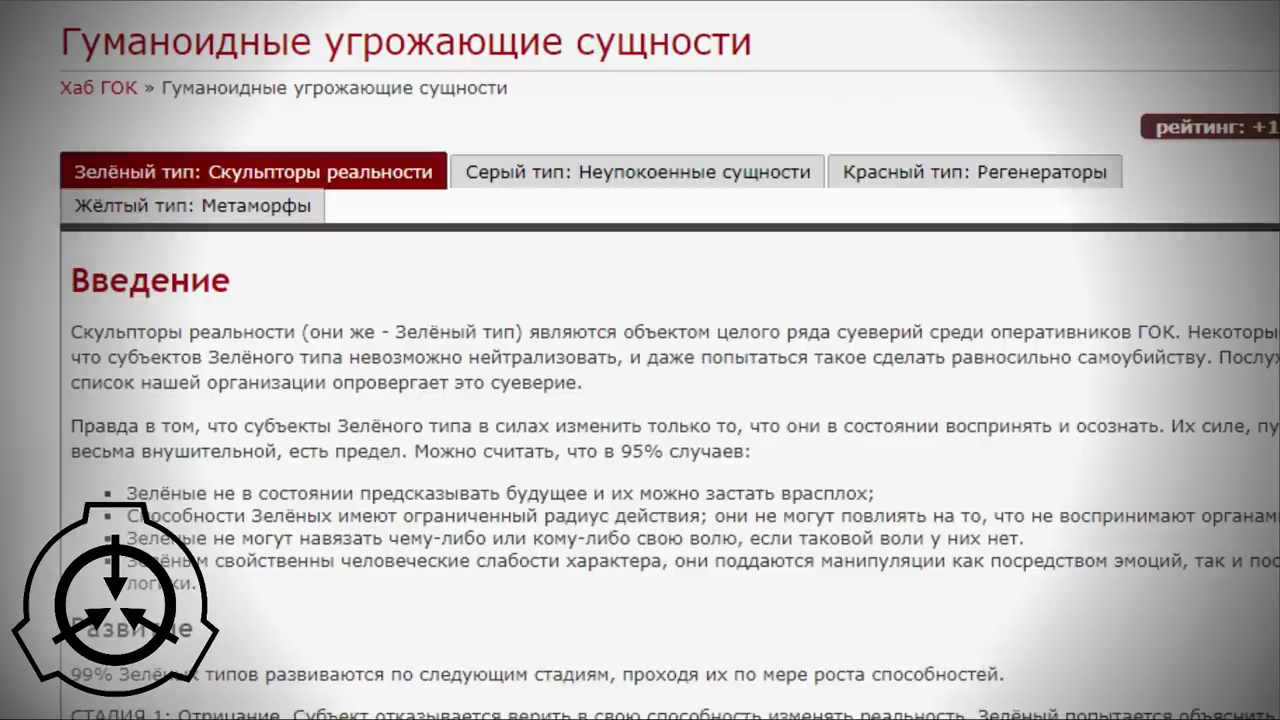 Гуманоидные угрожающие сущности
Хаб ГОК » Гуманоидные угрожающие сущности
рейтинг: +1
Зелёный тип: Скульпторы реальности
Серый тип: Неупокоенные сущности
Красный тип: Регенераторы
Жёлтый тип: Метаморфы
Введение
Скульпторы реальности (они же - Зелёный тип) являются объектом целого ряда суеверий среди оперативников ГОК.
что субъектов Зелёного типа невозможно нейтрализовать, и даже попытаться такое сделать равносильно самоубийству.
список нашей организации опровергает это суеверие.
Правда в том, что субъекты Зелёного типа в силах изменить только то, что они в состоянии воспринять и осознать. Их силе,
весьма внушительной, есть предел. Можно считать, что в 95% случаев:
▪ Зелёные не в состоянии предсказывать будущее и их можно застать врасплох;
▪ Способности Зелёных имеют ограниченный радиус действия; они не могут повлиять на то, что не воспринимают
▪ Зелёные не могут навязать чему-либо или кому-либо свою волю, если таковой воли у них нет.
▪ Зелёным свойственны человеческие слабости характера, они поддаются манипуляции как посредством эмоций, так и
логики.
Развитие
99% Зелёных типов развиваются по следующим стадиям, проходя их по мере роста способностей.
СТАДИЯ 1: Отрицание. Субъект отказывается верить в свою способность изменять реальность. Зелёный попытается